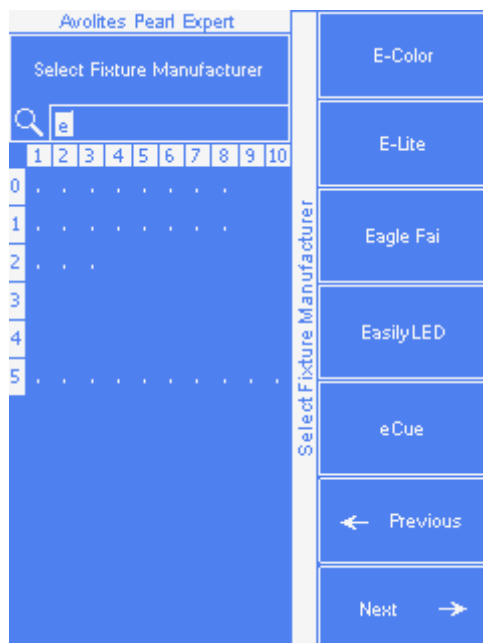 Avolites Pearl Expert
Select Fixture Manufacturer
e
1 2 3 4 5 6 7 8 9 10
0
1
2
3
4
5
Select Fixture Manufacturer
E-Color
E-Lite
Eagle Fai
EasilyLED
eCue
Previous
Next